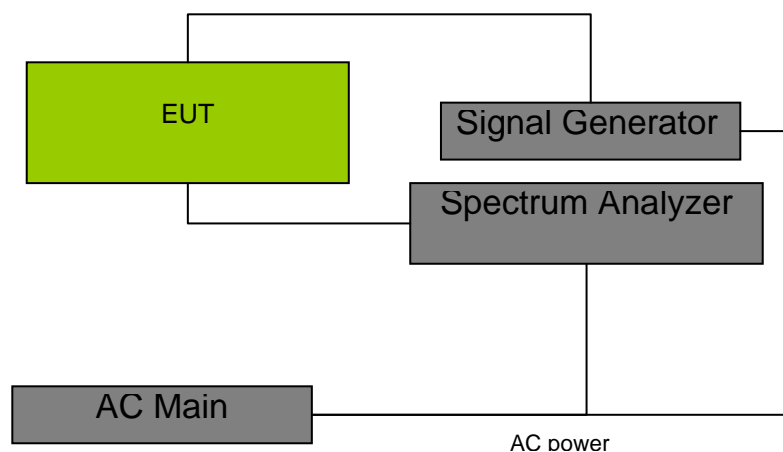 EUT
Signal Generator
Spectrum Analyzer
AC Main
AC power